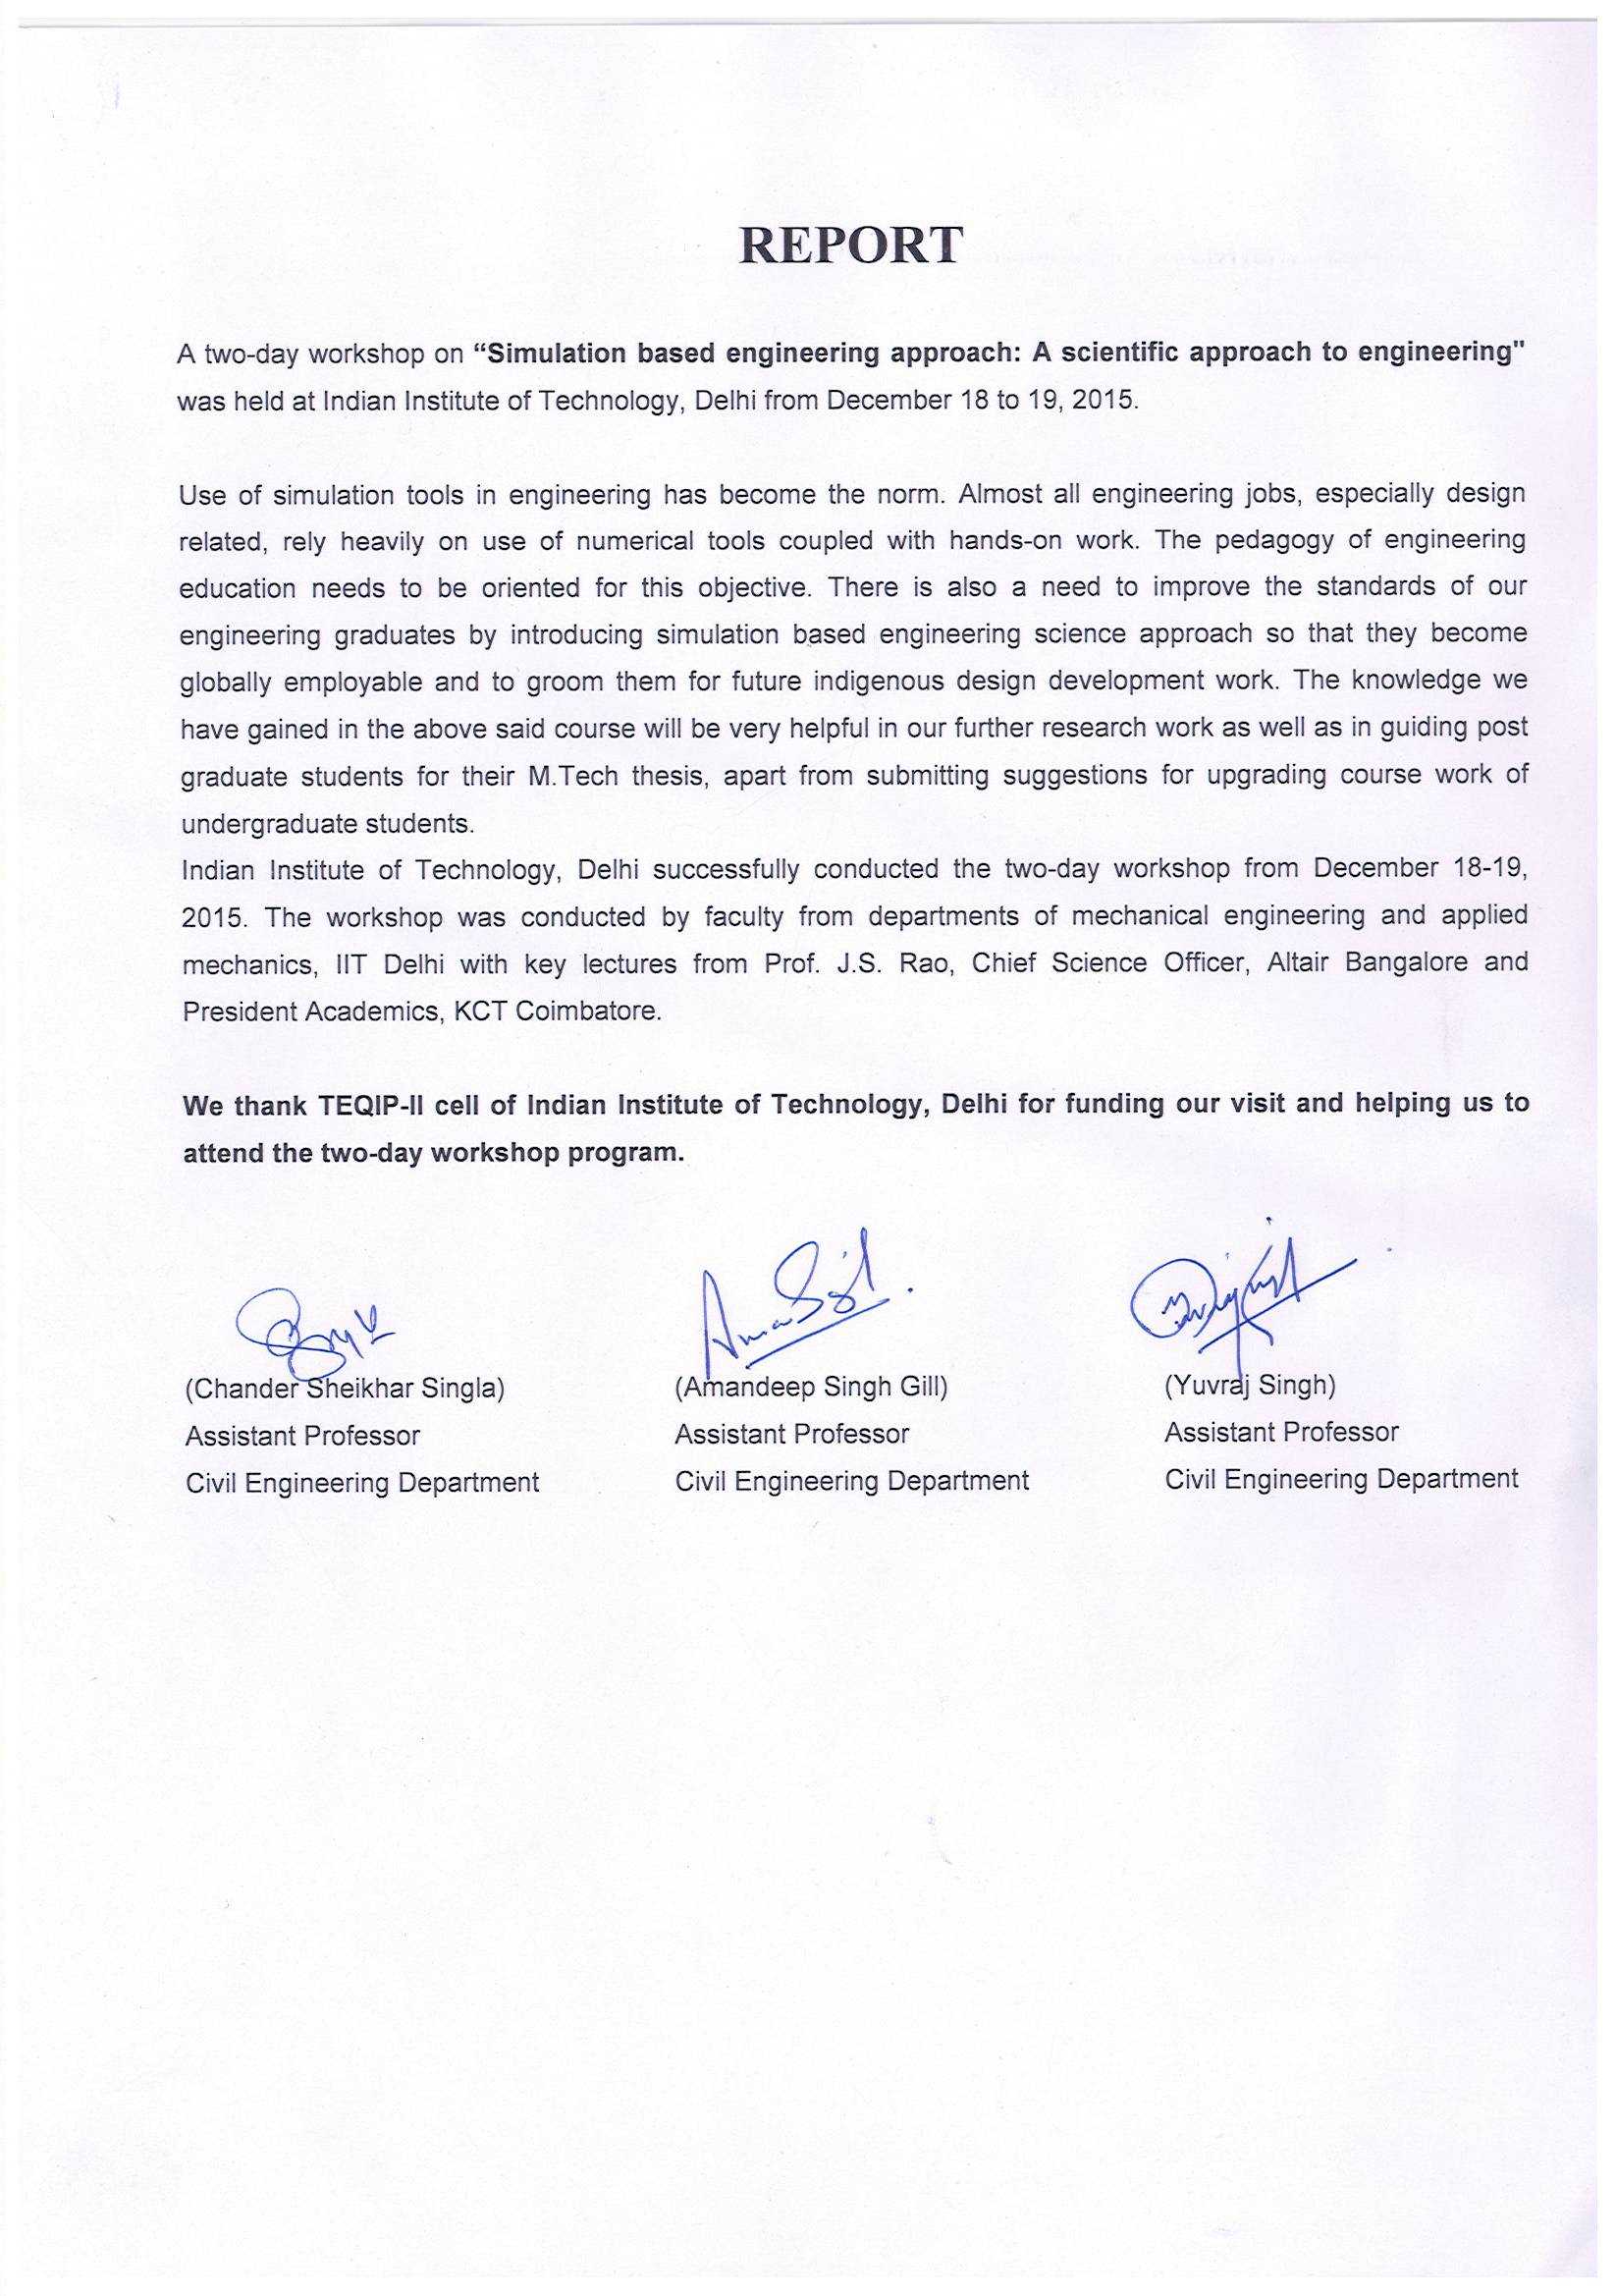 REPORT
A two-day workshop on “Simulation based engineering approach: A scientific approach to engineering"
was held at Indian Institute of Technology, Delhi from December 18 to 19, 2015.
Use of simulation tools in engineering has become the norm. Almost all engineering jobs, especially design
related, rely heavily on use of numerical tools coupled with hands-on work. The pedagogy of engineering
education needs to be oriented for this objective. There is also a need to improve the standards of our
engineering graduates by introducing simulation based engineering science approach so that they become
globally employable and to groom them for future indigenous design development work. The knowledge we
have gained in the above said course will be very helpful in our further research work as well as in guiding post
graduate students for their M.Tech thesis, apart from submitting suggestions for upgrading course work of
undergraduate students.
Indian Institute of Technology, Delhi successfully conducted the two-day workshop from December 18-19,
2015. The workshop was conducted by faculty from departments of mechanical engineering and applied
mechanics, IIT Delhi with key lectures from Prof. J.S. Rao, Chief Science Officer, Altair Bangalore and
President Academics, KCT Coimbatore.
We thank TEQIP-II cell of Indian Institute of Technology, Delhi for funding our visit and helping us to
attend the two-day workshop program.
(Chander Sheikhar Singla) (Amandeep Singh Gill) (Yuvraj Singh)
Assistant Professor Assistant Professor Assistant Professor
Civil Engineering Department Civil Engineering Department Civil Engineering Department